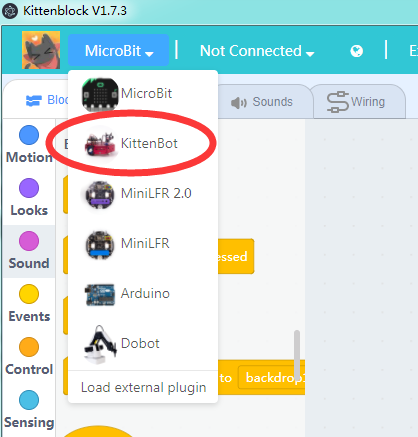 Kittenblock V1.7.3
MicroBit Not Connected E
Bloc Sounds Wiring
MicroBit
KittenBot
MiniLFR 2.0
MiniLFR
Arduino
Dobot
Load external plugin
Motion
Looks
Sound
Events
Control
Sensing
E
essed
to backdrop